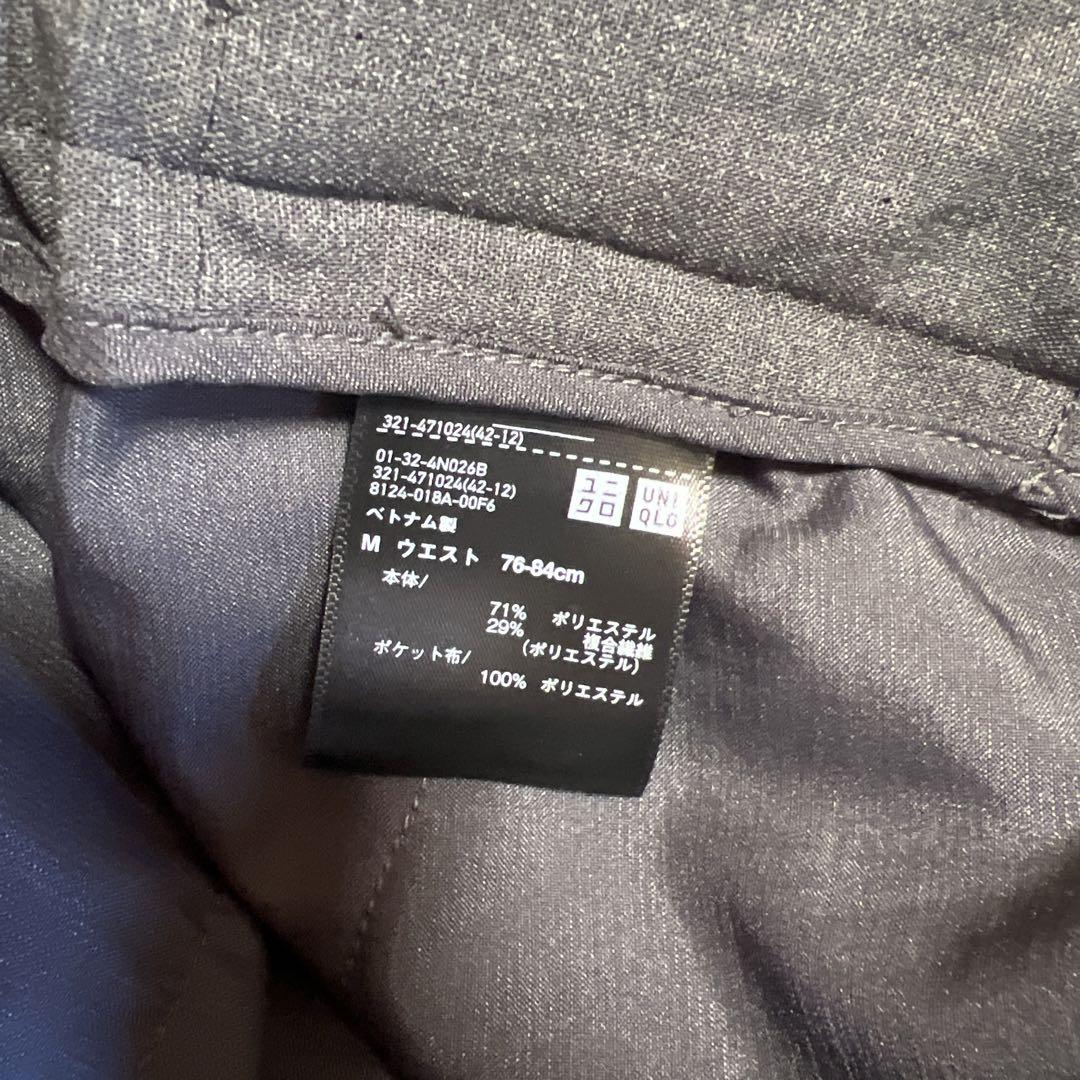 321-471024(42-12)
01-32-4N026B
321-471024(42-12)
8124-018A-00F6
ユニ
クロ
UNI
QLO
ベトナム製
M ウエスト 76-84cm
本体/
71% ポリエステル
29% 複合繊維
(ポリエステル)
ポケット布/
100% ポリエステル